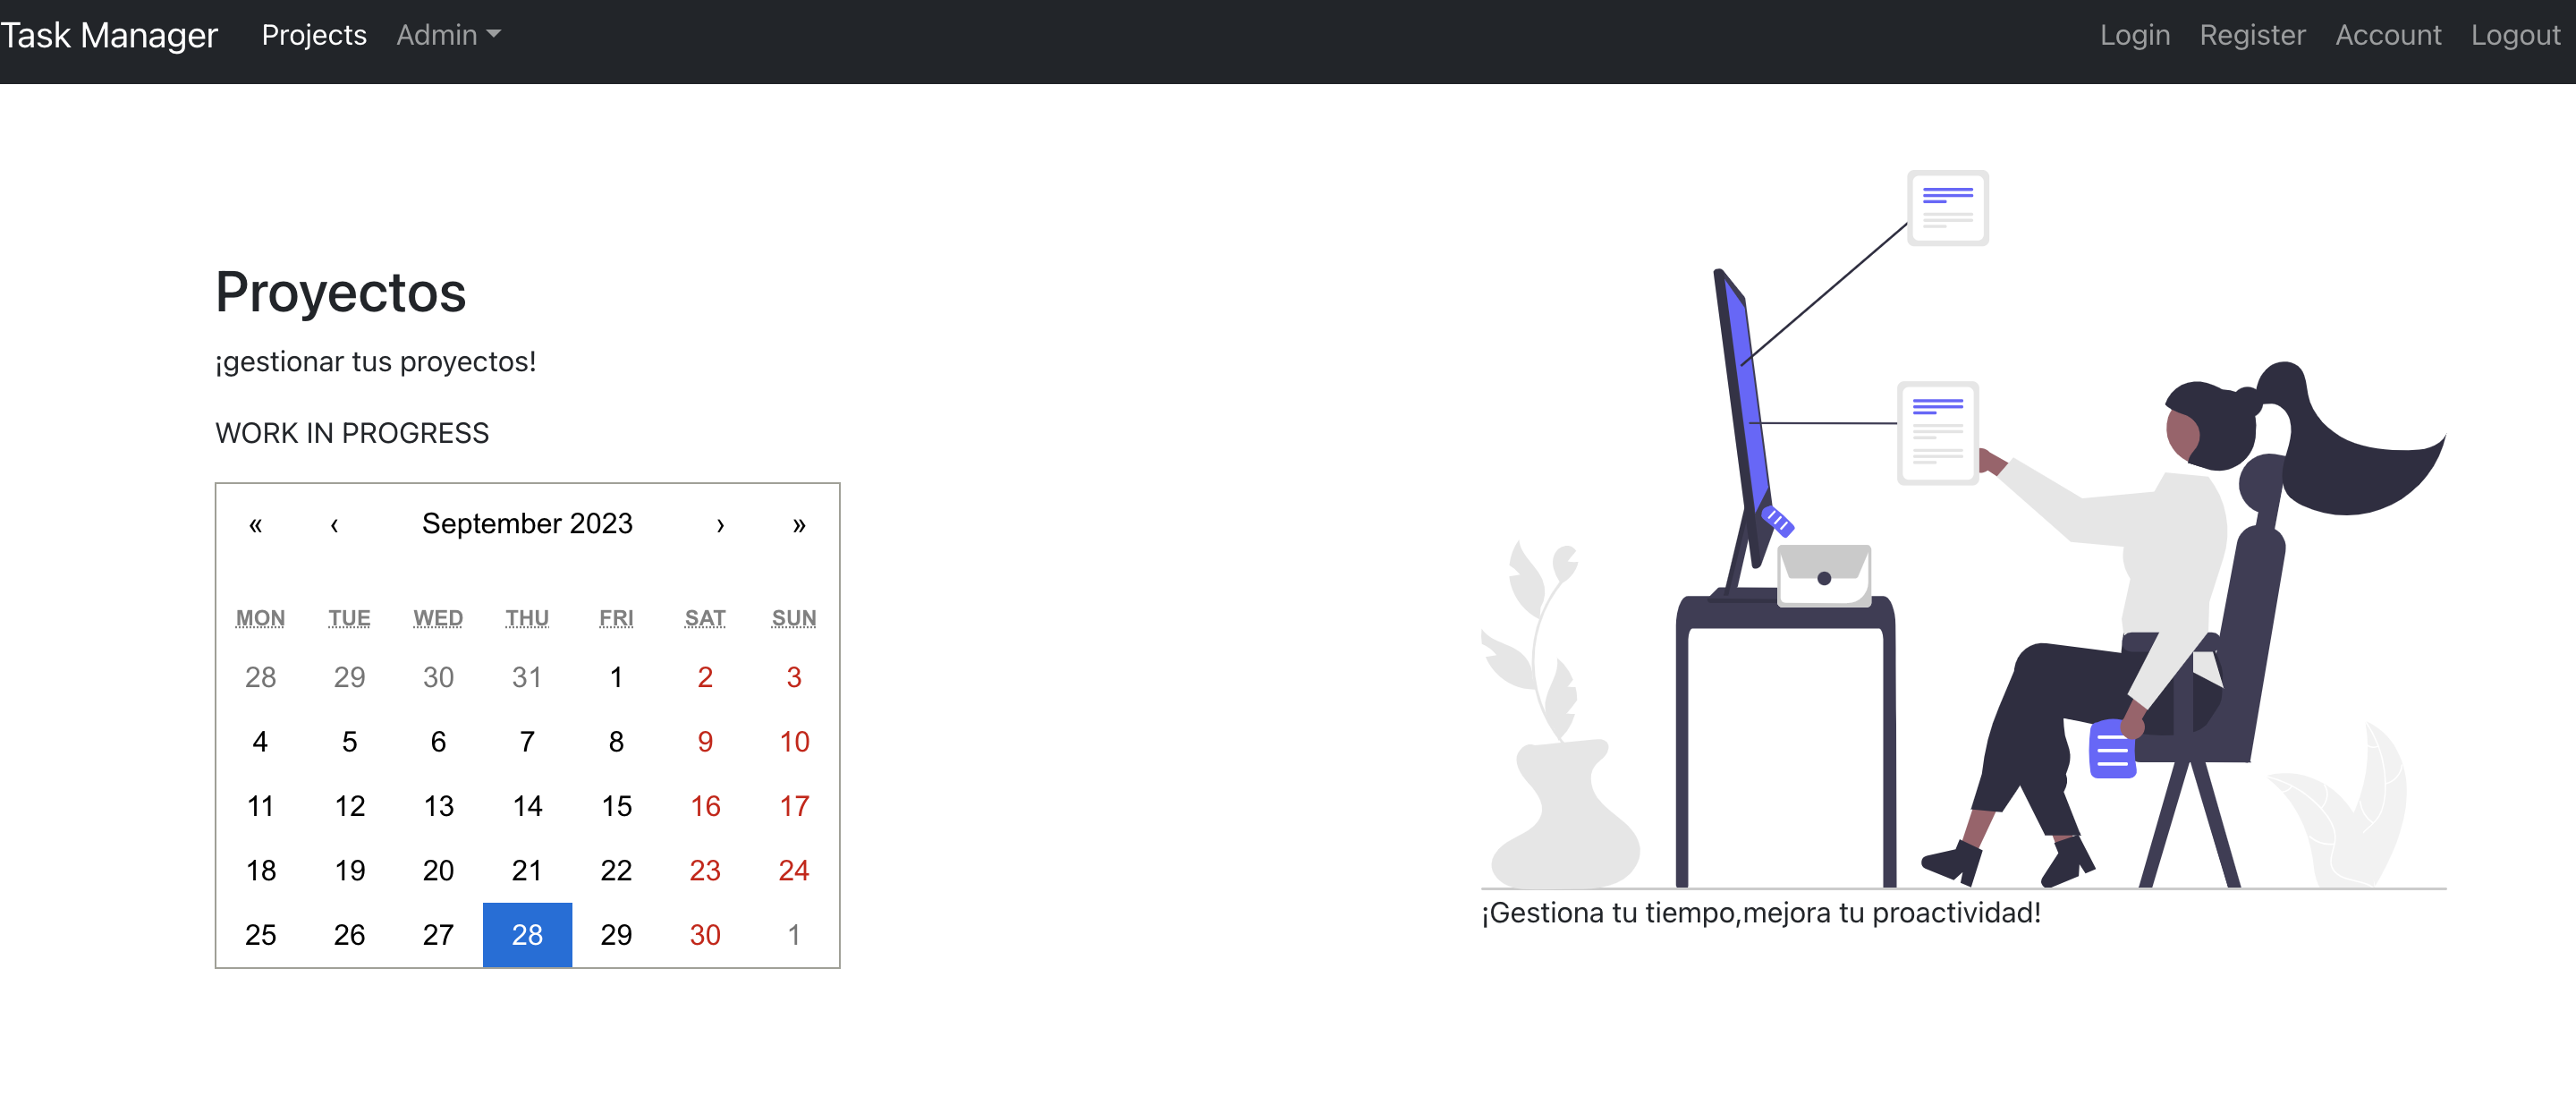 Task Manager Projects Admin Login Register Account Logout
Proyectos
¡gestionar tus proyectos!
WORK IN PROGRESS
« ‹ September 2023 › »
MON TUE WED THU FRI SAT SUN
28 29 30 31 1 2 3
4 5 6 7 8 9 10
11 12 13 14 15 16 17
18 19 20 21 22 23 24
25 26 27 28 29 30 1
¡Gestiona tu tiempo,mejora tu proactividad!